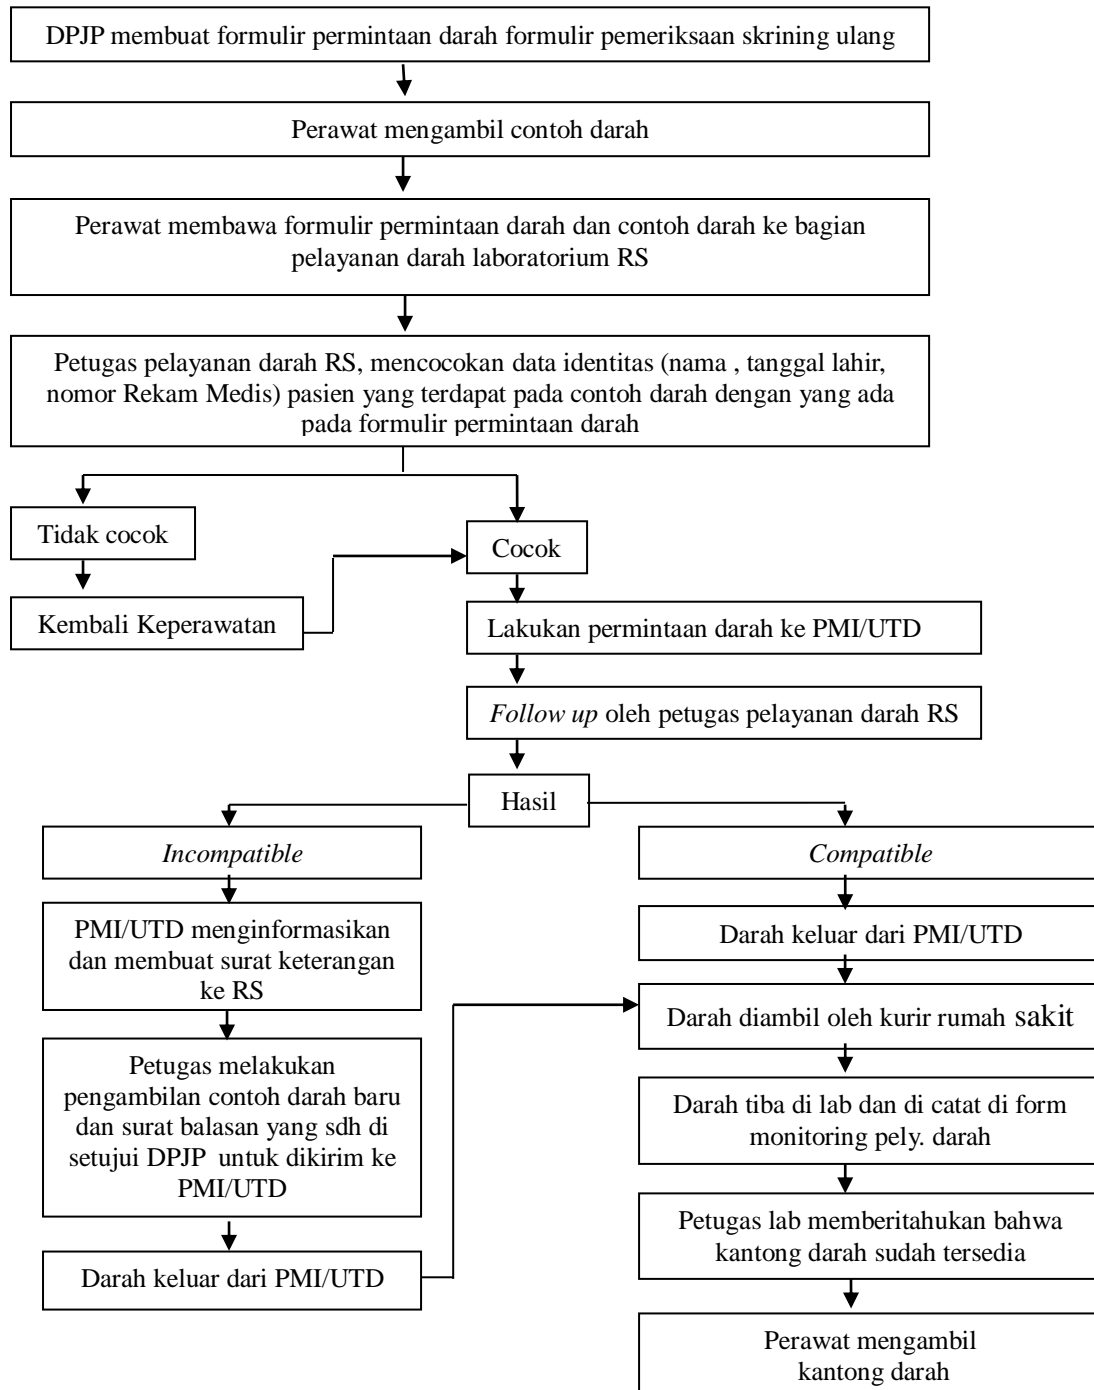 DPJP membuat formulir permintaan darah formulir pemeriksaan skrining ulang
Perawat mengambil contoh darah
Perawat membawa formulir permintaan darah dan contoh darah ke bagian
pelayanan darah laboratorium RS
Petugas pelayanan darah RS, mencocokan data identitas (nama , tanggal lahir,
nomor Rekam Medis) pasien yang terdapat pada contoh darah dengan yang ada
pada formulir permintaan darah
Tidak cocok
Kembali Keperawatan
Cocok
Lakukan permintaan darah ke PMI/UTD
Follow up oleh petugas pelayanan darah RS
Hasil
Incompatible
PMI/UTD menginformasikan
dan membuat surat keterangan
ke RS
Petugas melakukan
pengambilan contoh darah baru
dan surat balasan yang sdh di
setujui DPJP untuk dikirim ke
PMI/UTD
Darah keluar dari PMI/UTD
Compatible
Darah keluar dari PMI/UTD
Darah diambil oleh kurir rumah sakit
Darah tiba di lab dan di catat di form
monitoring pely. darah
Petugas lab memberitahukan bahwa
kantong darah sudah tersedia
Perawat mengambil
kantong darah